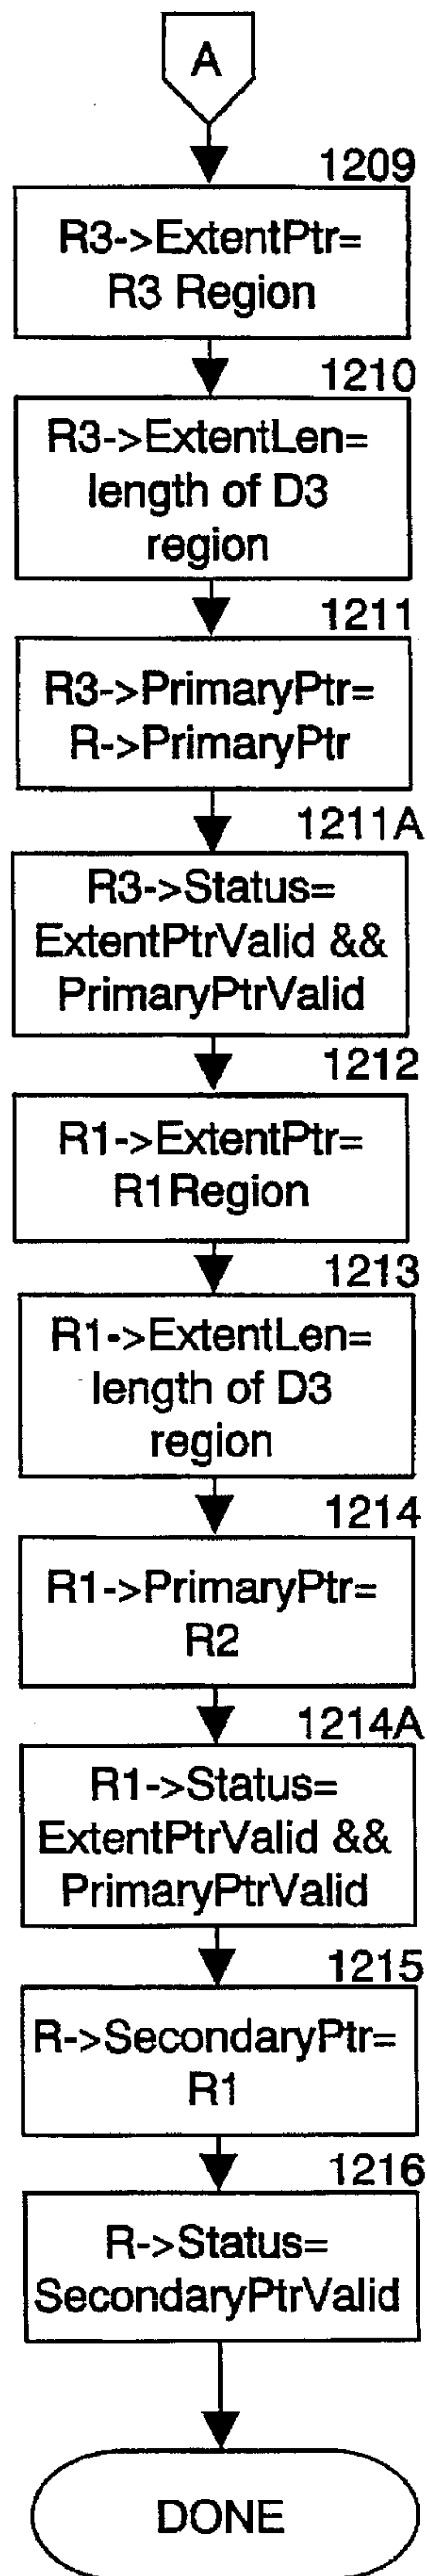 A
1209
R3->ExtentPtr=
R3 Region
1210
R3->ExtentLen=
length of D3
region
1211
R3->PrimaryPtr=
R->PrimaryPtr
1211A
R3->Status=
ExtentPtrValid &&
PrimaryPtrValid
1212
R1->ExtentPtr=
R1Region
1213
R1->ExtentLen=
length of D3
region
1214
R1->PrimaryPtr=
R2
1214A
R1->Status=
ExtentPtrValid &&
PrimaryPtrValid
1215
R->SecondaryPtr=
R1
1216
R->Status=
SecondaryPtrValid
DONE